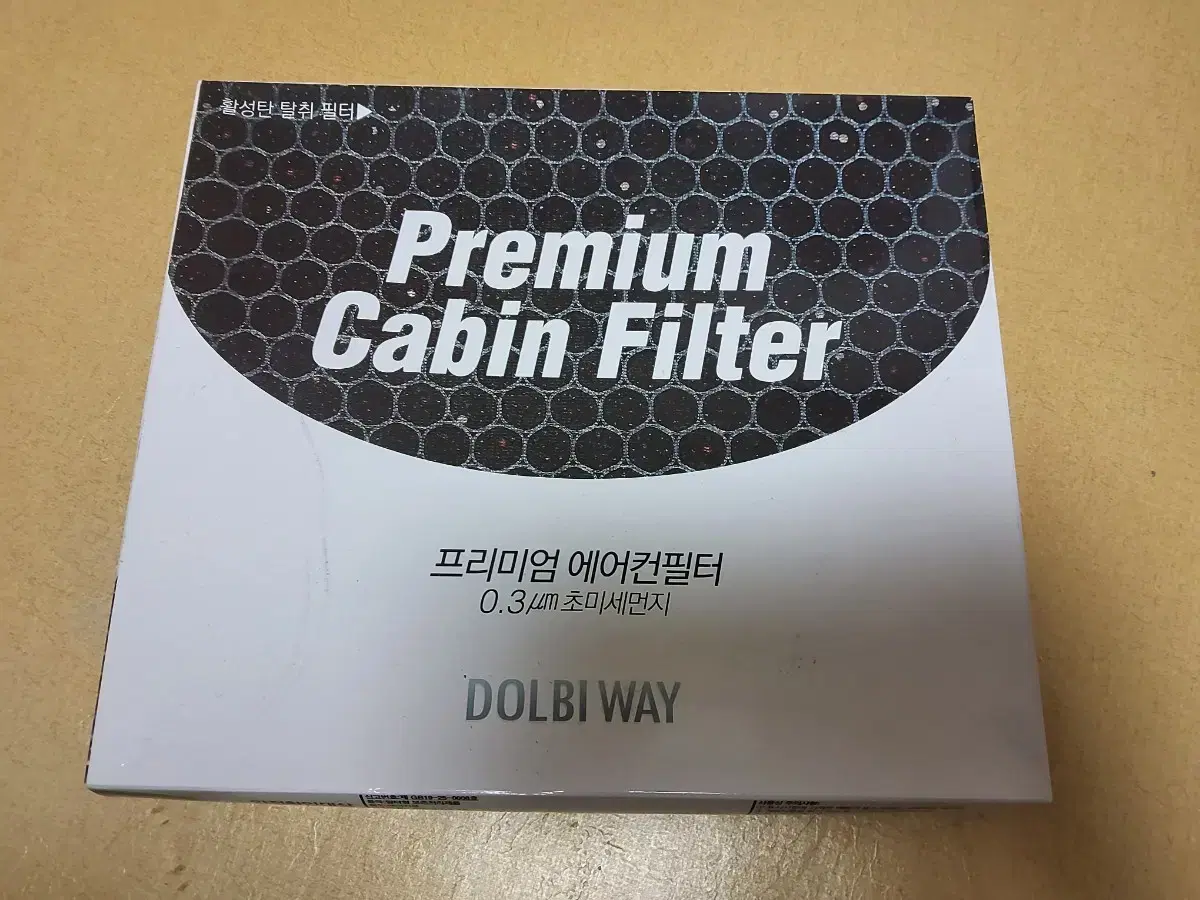 활성탄 탈취 필터▶
Premium
Cabin Filter
프리미엄 에어컨필터
0.3㎛ 초미세먼지
DOLBI WAY